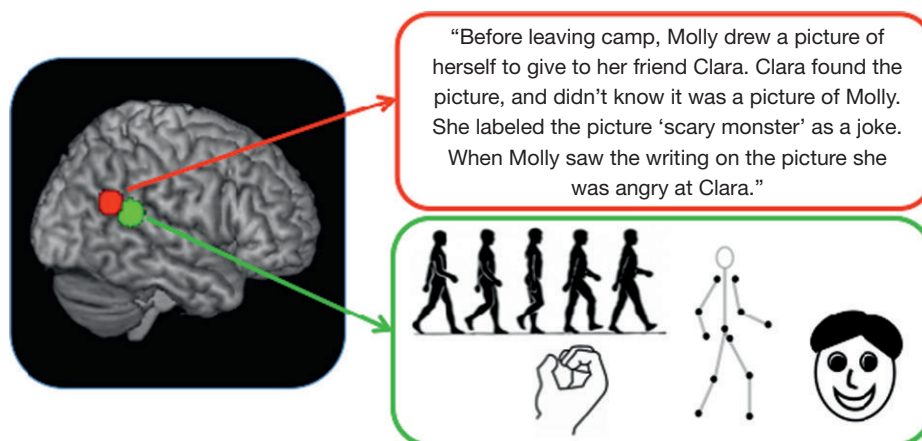 “Before leaving camp, Molly drew a picture of
herself to give to her friend Clara. Clara found the
picture, and didn’t know it was a picture of Molly.
She labeled the picture ‘scary monster’ as a joke.
When Molly saw the writing on the picture she
was angry at Clara.”